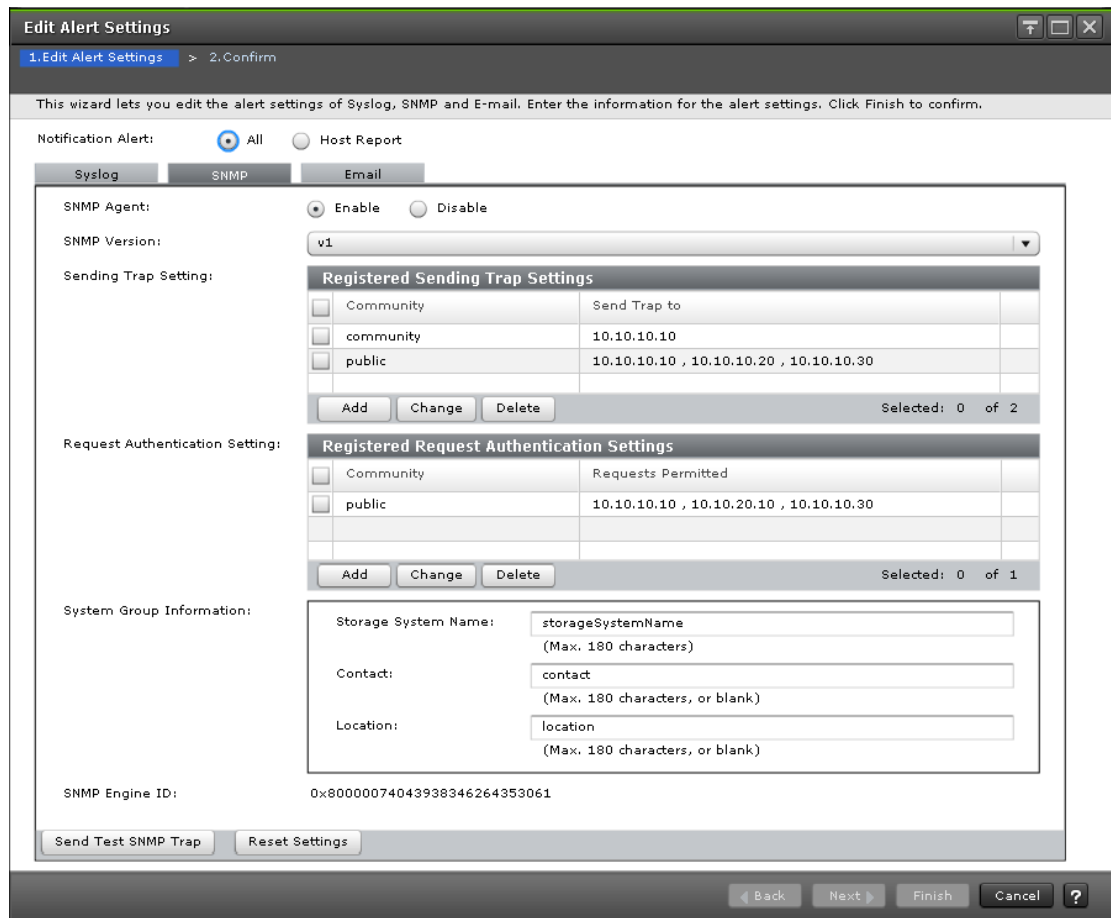 Edit Alert Settings
1.Edit Alert Settings > 2.Confirm
This wizard lets you edit the alert settings of Syslog, SNMP and E-mail. Enter the information for the alert settings. Click Finish to confirm.
Notification Alert: All Host Report
Syslog SNMP Email
SNMP Agent: Enable Disable
SNMP Version: v1
Sending Trap Setting: Registered Sending Trap Settings
Community Send Trap to
community 10.10.10.10
public 10.10.10.10 , 10.10.10.20 , 10.10.10.30
Add Change Delete Selected: 0 of 2
Request Authentication Setting: Registered Request Authentication Settings
Community Requests Permitted
public 10.10.10.10 , 10.10.20.10 , 10.10.10.30
Add Change Delete Selected: 0 of 1
System Group Information:
Storage System Name: storageSystemName
(Max. 180 characters)
Contact: contact
(Max. 180 characters, or blank)
Location: location
(Max. 180 characters, or blank)
SNMP Engine ID: 0x80000074043938346264353061
Send Test SNMP Trap Reset Settings
Back Next Finish Cancel ?